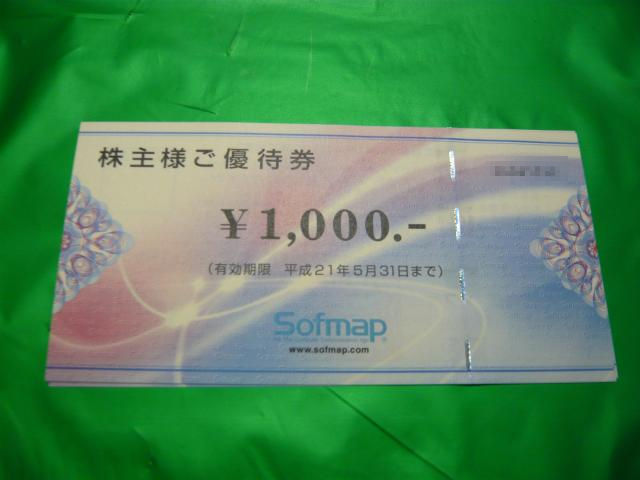 株主様ご優待券
¥1,000.-
(有効期限 平成21年5月31日まで)
Sofmap
www.sofmap.com